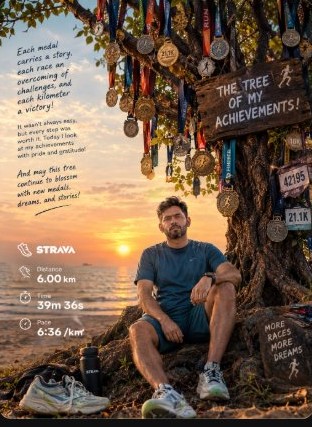 Each medal
carries a story,
each race an
overcoming of
challenges, and
each kilometer
a victory!
It wasn't always easy,
but every step was
worth it. Today I look
at my achievements
with pride and gratitude!
And may this tree
continue to blossom
with new medals,
dreams, and stories!
THE TREE
OF MY
ACHIEVEMENTS!
RUN
21.1K
42195
21.1K
STRAVA
Distance
6.00 km
Time
39m 36s
Pace
6:36 /km
MORE
RACES
MORE
DREAMS